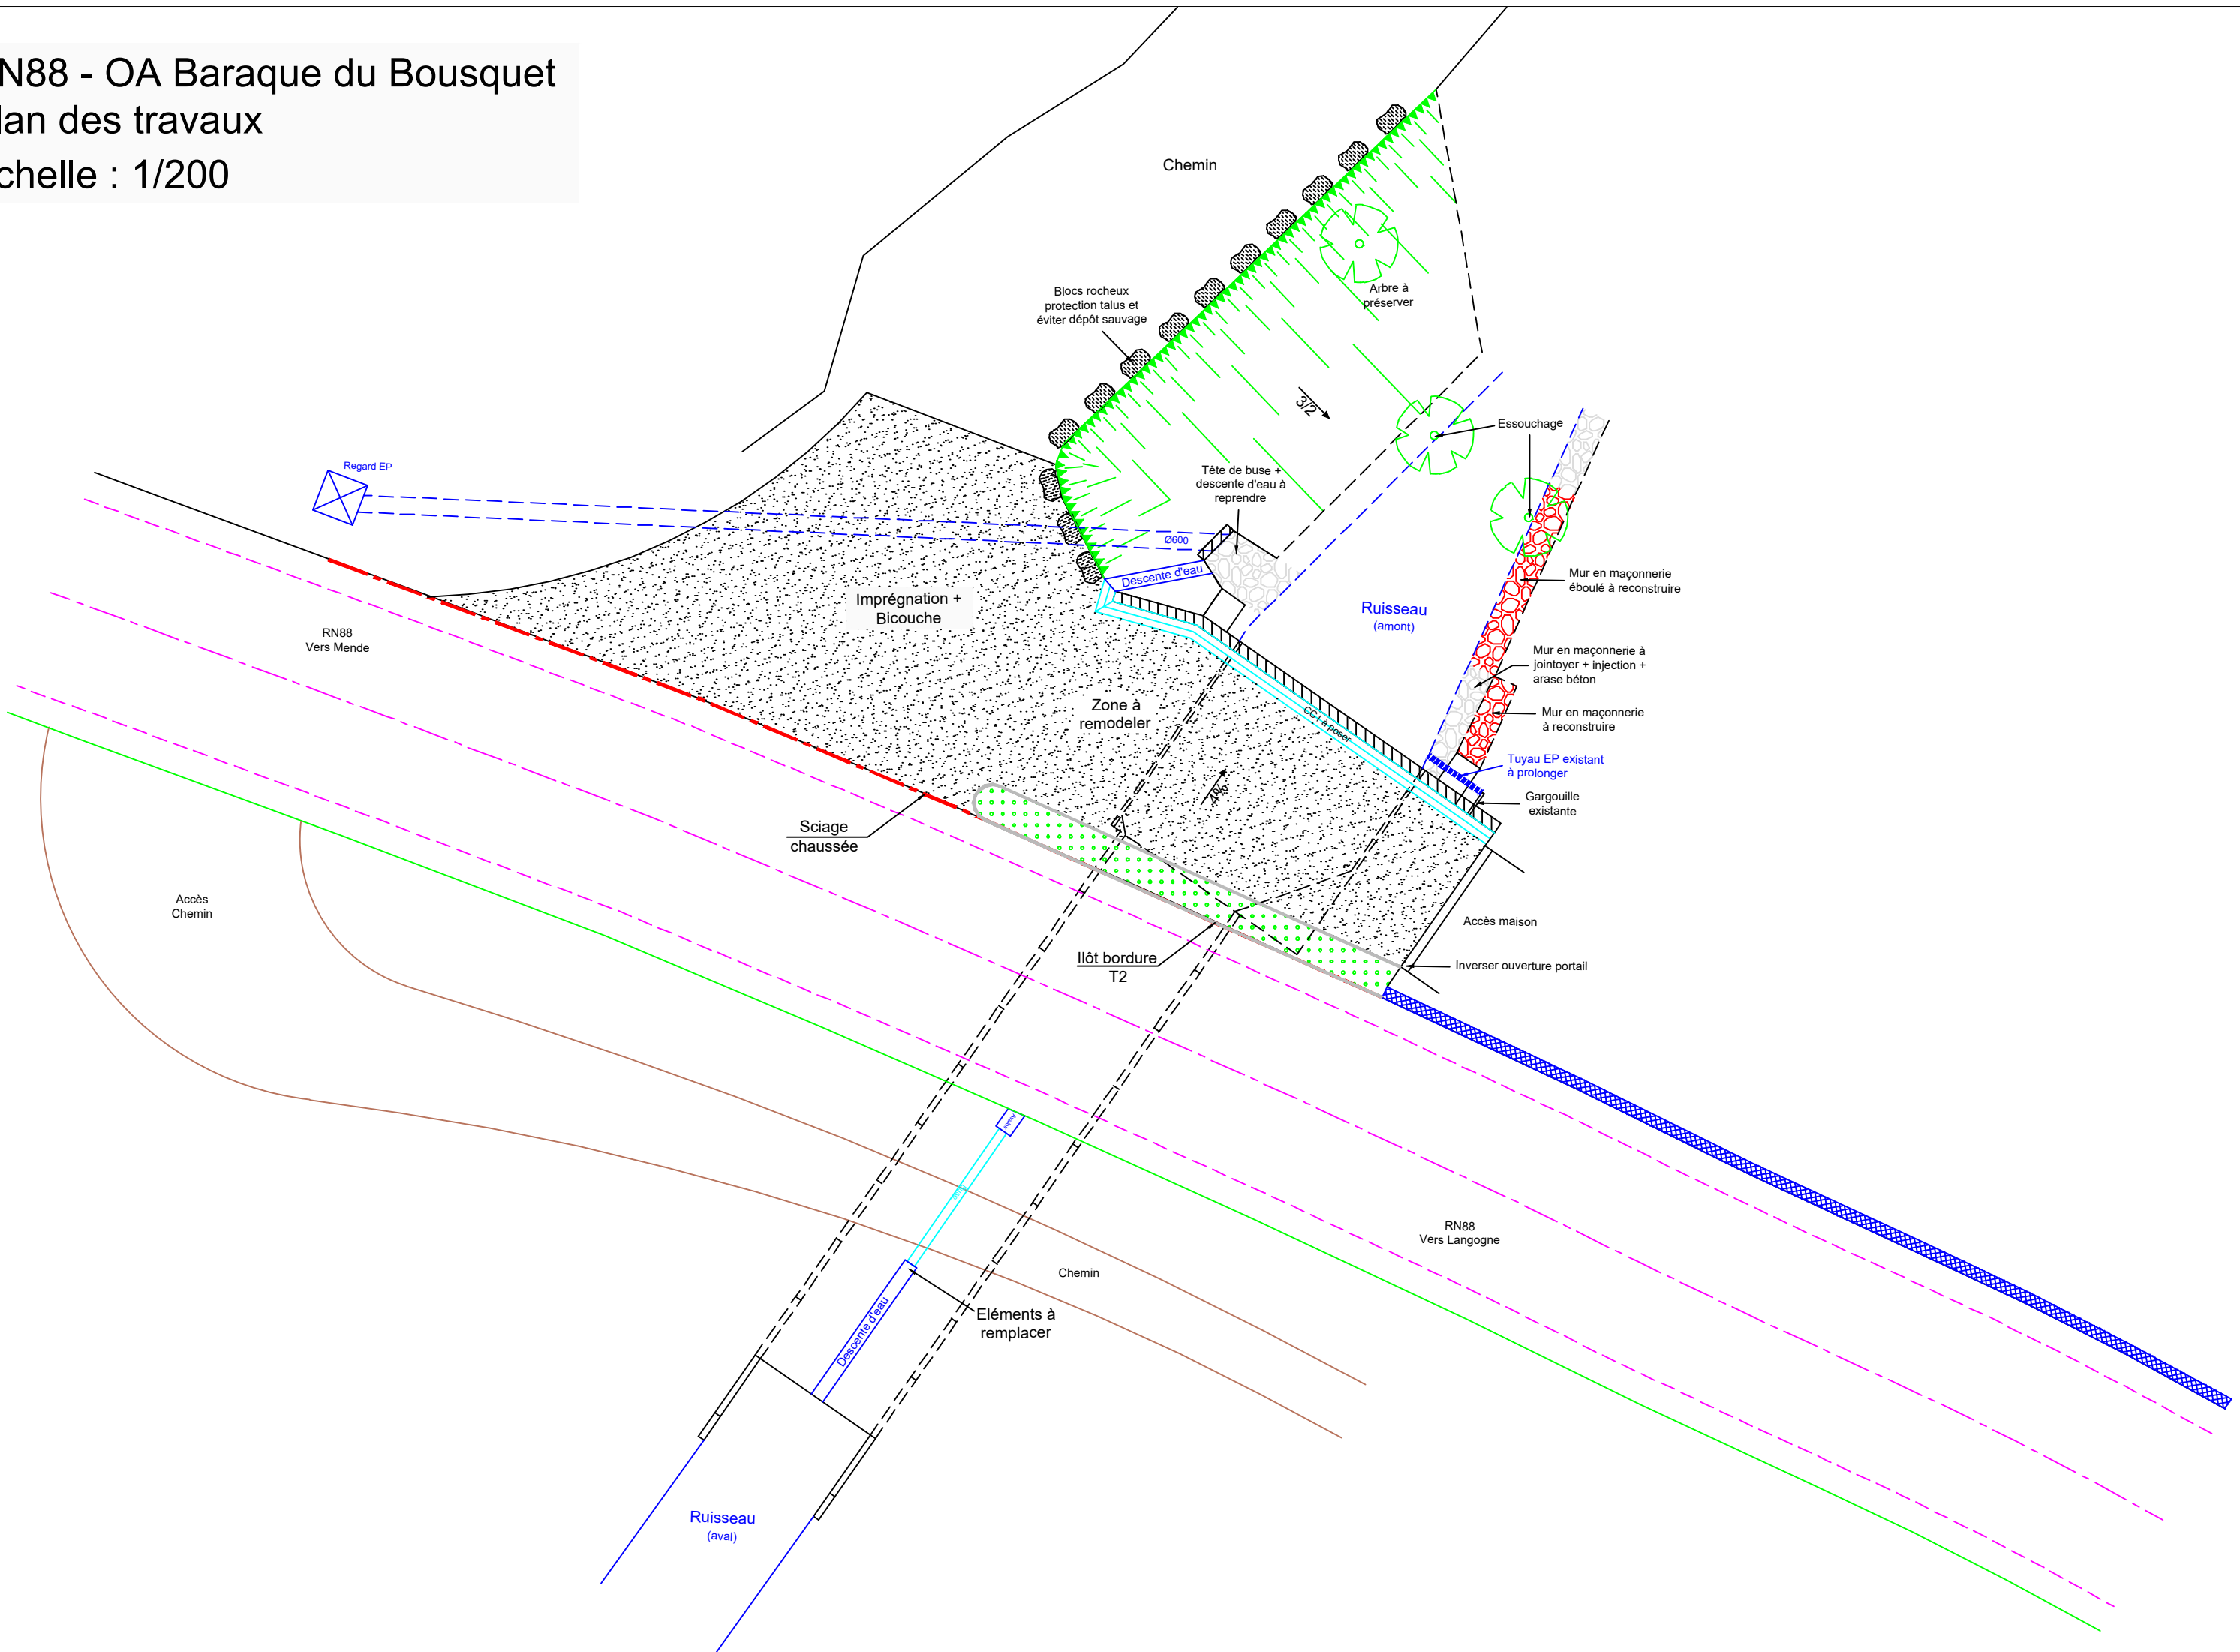 N88 - OA Baraque du Bousquet
lan des travaux
chelle : 1/200
Chemin
Blocs rocheux
protection talus et
éviter dépôt sauvage
Arbre à
préserver
3/2
Essouchage
Regard EP
Tête de buse +
descente d'eau à
reprendre
Ø600
Descente d'eau
Mur en maçonnerie
éboulé à reconstruire
Imprégnation +
Bicouche
Ruisseau
(amont)
RN88
Vers Mende
Mur en maçonnerie à
jointoyer + injection +
arase béton
Zone à
remodeler
CC1 à poser
Mur en maçonnerie
à reconstruire
Tuyau EP existant
à prolonger
4%
Gargouille
existante
Sciage
chaussée
Accès
Chemin
Accès maison
Ilôt bordure
T2
Inverser ouverture portail
RN88
Vers Langogne
Chemin
Descente d'eau
Eléments à
remplacer
Ruisseau
(aval)